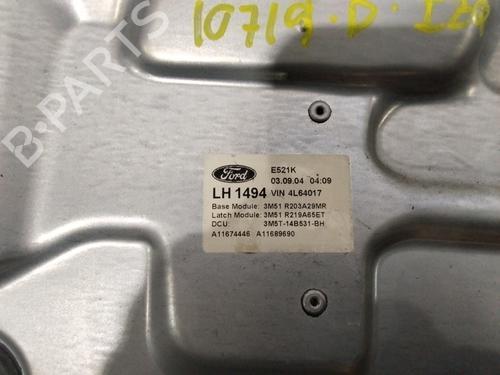 10719·D·IZQ
B-PARTS
Ford
E521K
03.09.04 04:09
LH 1494 VIN 4L64017
Base Module: 3M51 R203A29MR
Latch Module: 3M51 R219A65ET
DCU: 3M5T-14B531-BH
A11674446 A11689690